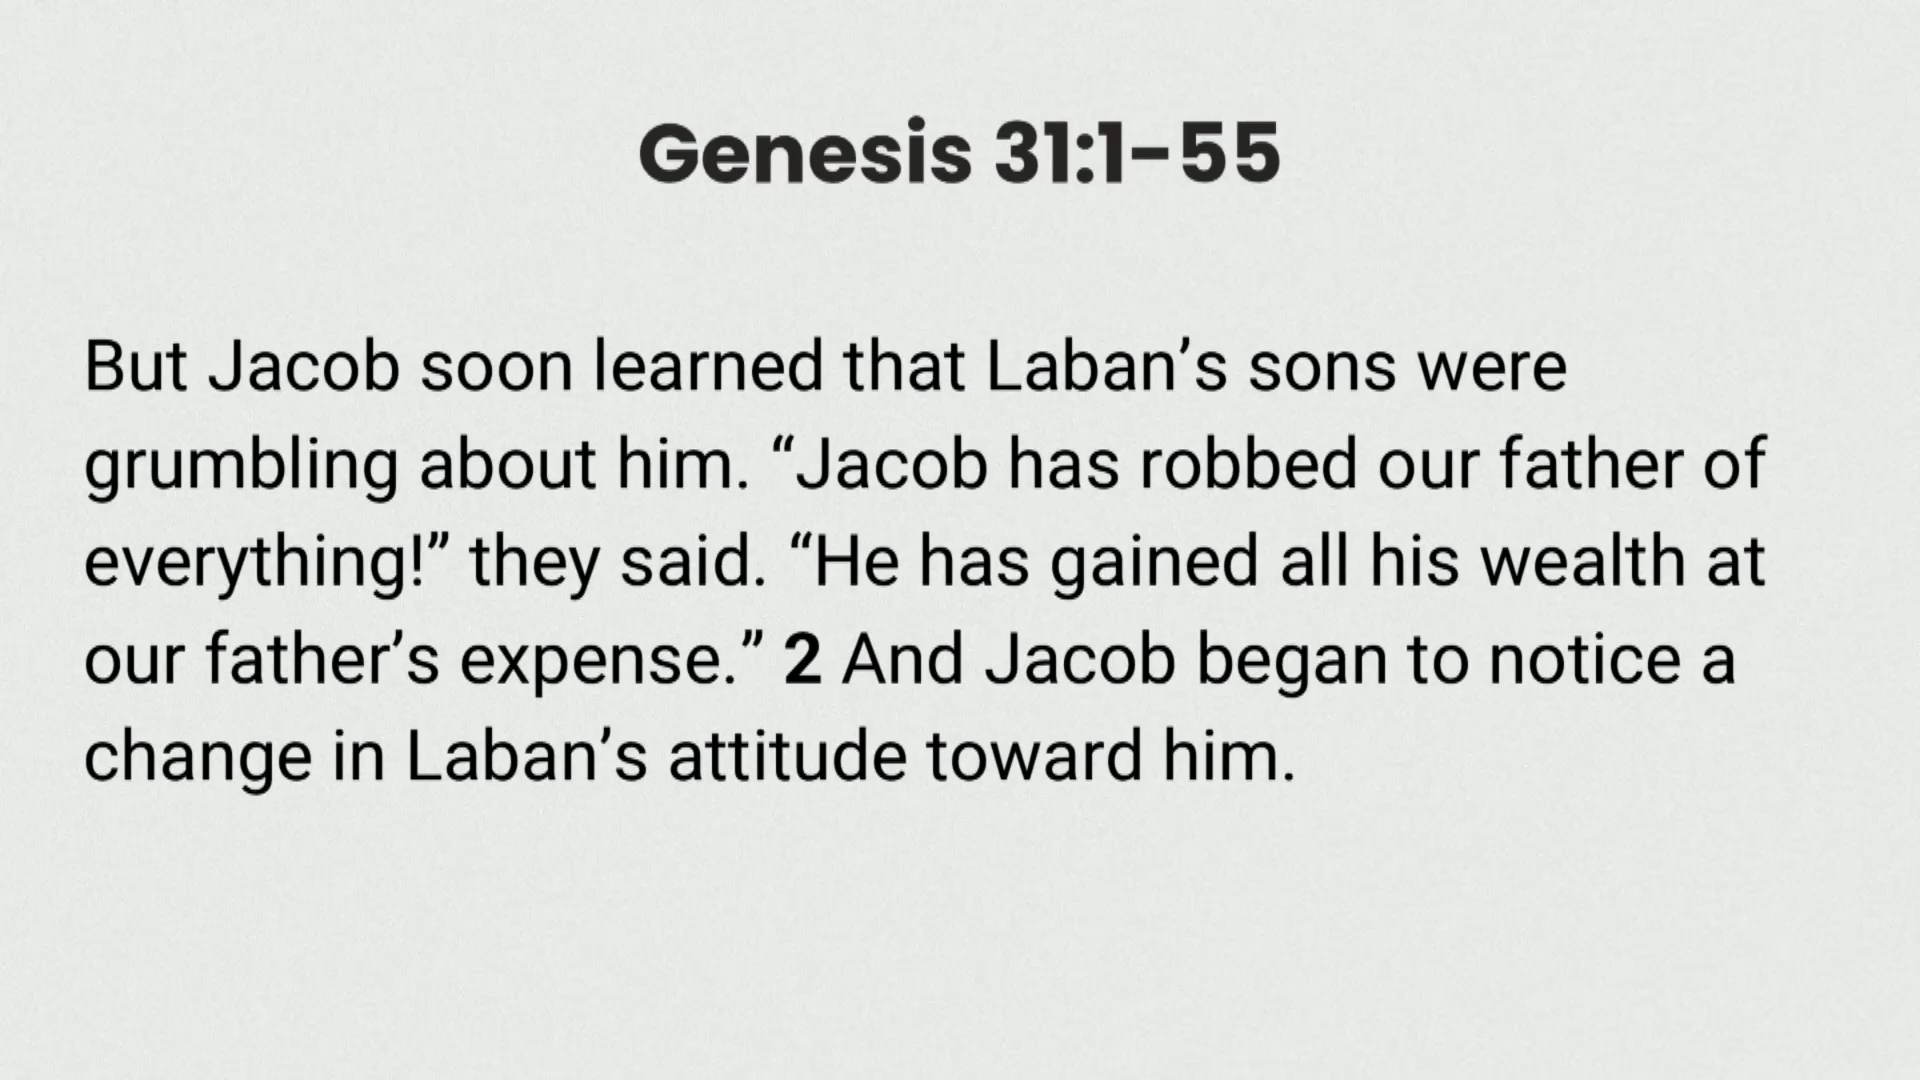 Genesis 31:1-55
But Jacob soon learned that Laban’s sons were
grumbling about him. “Jacob has robbed our father of
everything!” they said. “He has gained all his wealth at
our father’s expense.” 2 And Jacob began to notice a
change in Laban’s attitude toward him.